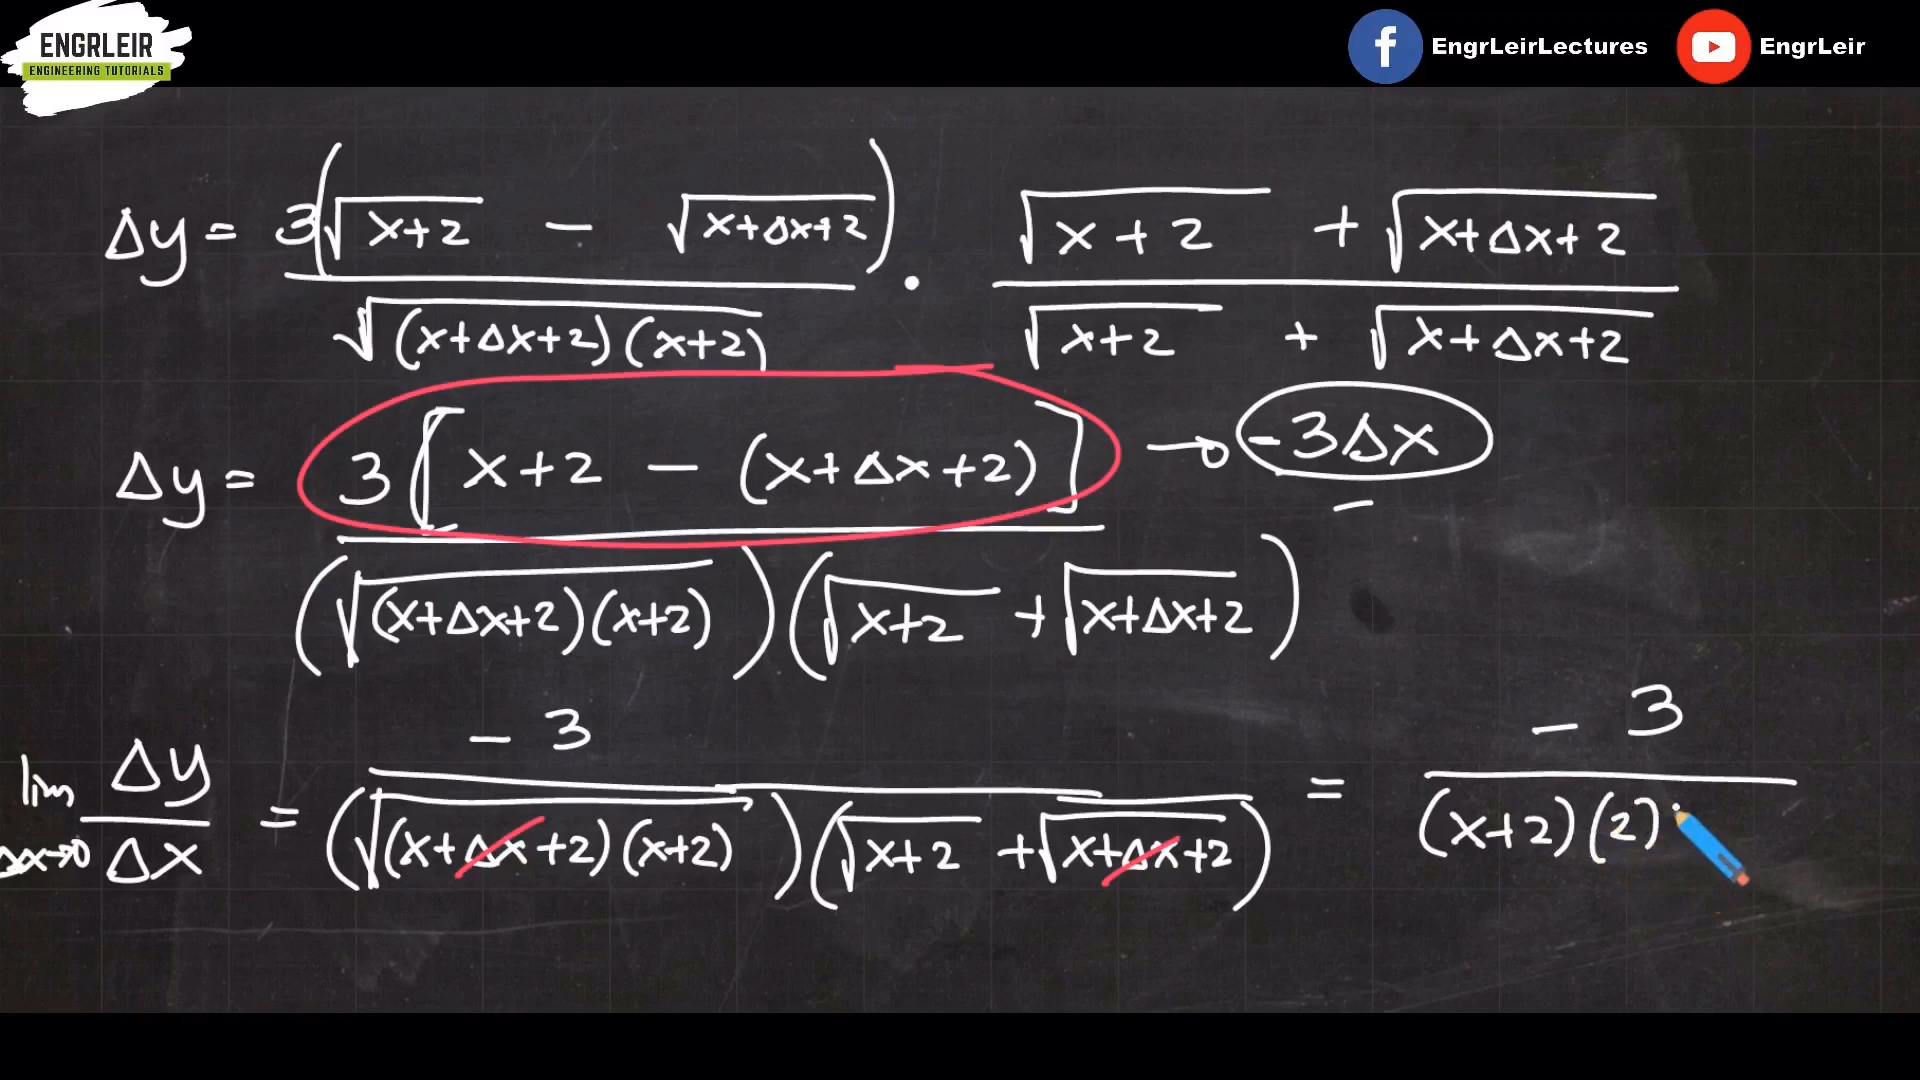 ENGRLEIR
ENGINEERING TUTORIALS
EngrLeirLectures
EngrLeir
Δy = 3(√(x+2) − √(x+Δx+2)) / √((x+Δx+2)(x+2)) · (√(x+2) + √(x+Δx+2)) / (√(x+2) + √(x+Δx+2))
Δy = 3[x+2 − (x+Δx+2)] / (√((x+Δx+2)(x+2)))(√(x+2) + √(x+Δx+2)) → -3Δx
lim Δx→0 Δy/Δx = −3 / (√((x+Δx+2)(x+2)))(√(x+2) + √(x+Δx+2)) = −3 / (x+2)(2)